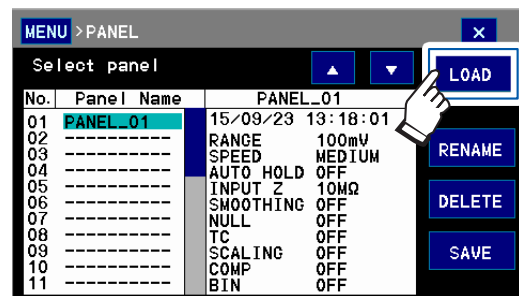 MENU >PANEL ×
Select panel ▲ ▼ LOAD
No. Panel Name PANEL_01
01 PANEL_01 15/09/23 13:18:01
02 ---------- RANGE 100mV
03 ---------- SPEED MEDIUM
04 ---------- AUTO HOLD OFF
05 ---------- INPUT Z 10MΩ
06 ---------- SMOOTHING OFF
07 ---------- NULL OFF
08 ---------- TC OFF
09 ---------- SCALING OFF
10 ---------- COMP OFF
11 ---------- BIN OFF
RENAME
DELETE
SAVE